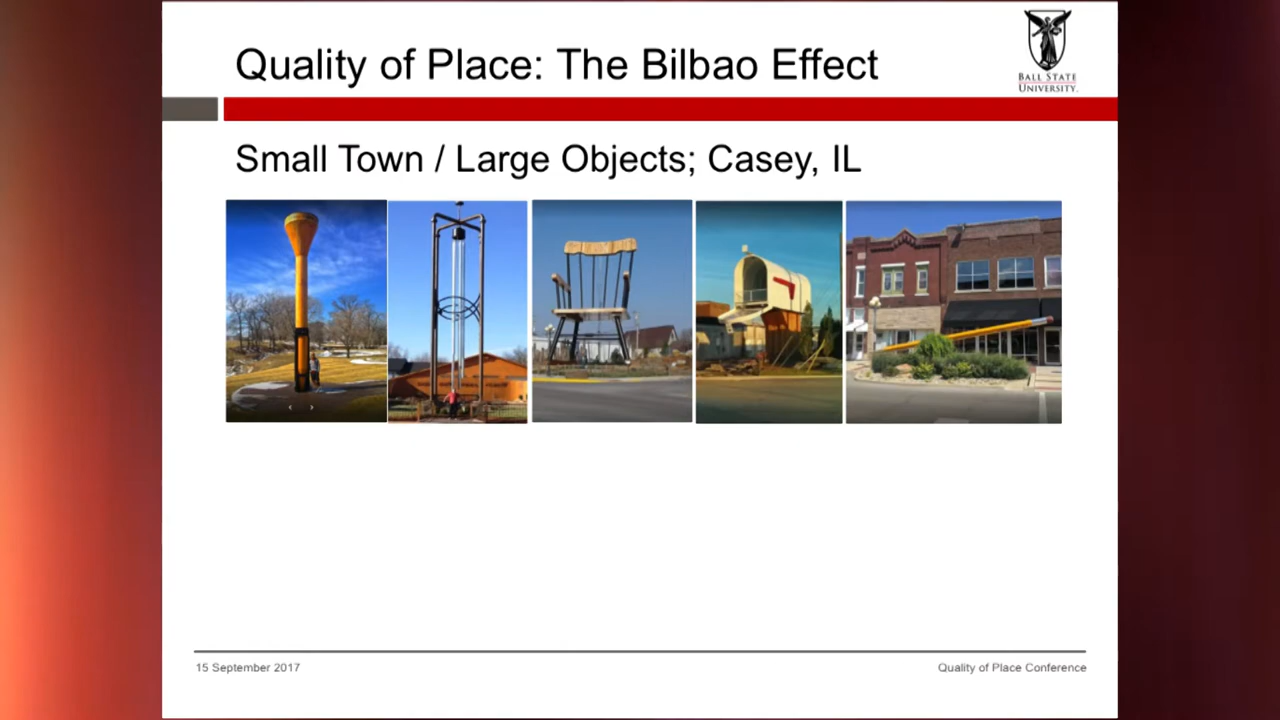 Quality of Place: The Bilbao Effect
BALL STATE
UNIVERSITY.
Small Town / Large Objects; Casey, IL
15 September 2017
Quality of Place Conference